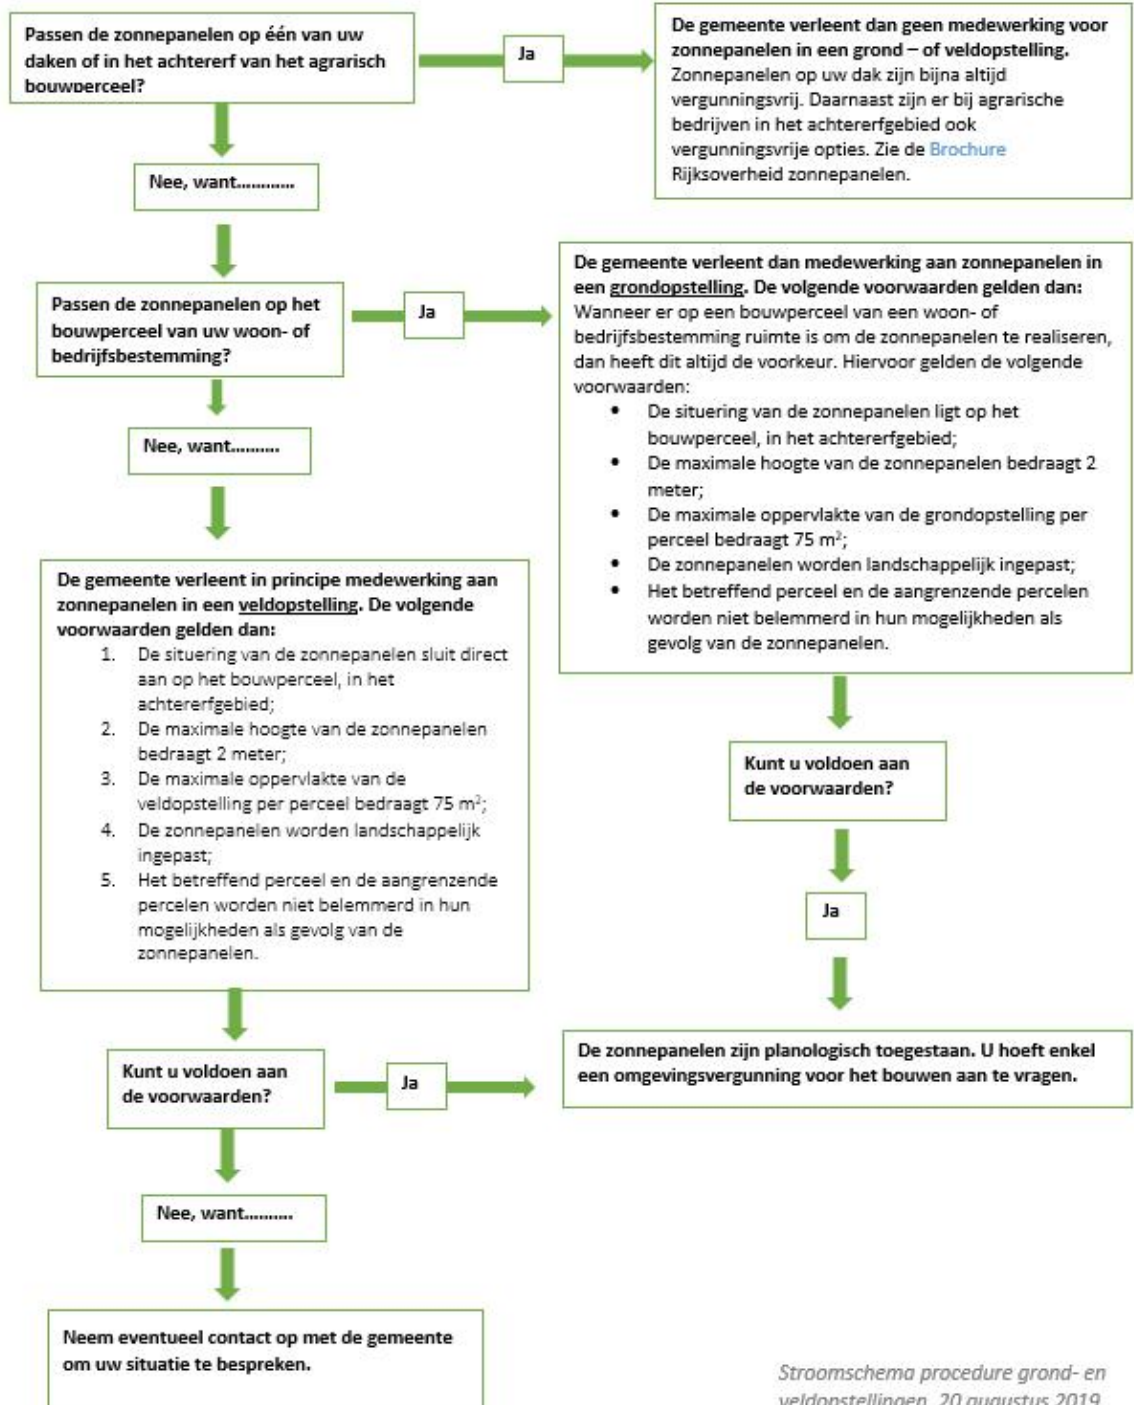 Passen de zonnepanelen op één van uw
daken of in het achtererf van het agrarisch
bouwperceel?
Ja
De gemeente verleent dan geen medewerking voor
zonnepanelen in een grond – of veldopstelling.
Zonnepanelen op uw dak zijn bijna altijd
vergunningsvrij. Daarnaast zijn er bij agrarische
bedrijven in het achtererfgebied ook
vergunningsvrije opties. Zie de Brochure
Rijksoverheid zonnepanelen.
Nee, want............
Passen de zonnepanelen op het
bouwperceel van uw woon- of
bedrijfsbestemming?
Ja
De gemeente verleent dan medewerking aan zonnepanelen in
een grondopstelling. De volgende voorwaarden gelden dan:
Wanneer er op een bouwperceel van een woon- of
bedrijfsbestemming ruimte is om de zonnepanelen te realiseren,
dan heeft dit altijd de voorkeur. Hiervoor gelden de volgende
voorwaarden:
• De situering van de zonnepanelen ligt op het
bouwperceel, in het achtererfgebied;
• De maximale hoogte van de zonnepanelen bedraagt 2
meter;
• De maximale oppervlakte van de grondopstelling per
perceel bedraagt 75 m²;
• De zonnepanelen worden landschappelijk ingepast;
• Het betreffend perceel en de aangrenzende percelen
worden niet belemmerd in hun mogelijkheden als
gevolg van de zonnepanelen.
Nee, want..........
De gemeente verleent in principe medewerking aan
zonnepanelen in een veldopstelling. De volgende
voorwaarden gelden dan:
1. De situering van de zonnepanelen sluit direct
aan op het bouwperceel, in het
achtererfgebied;
2. De maximale hoogte van de zonnepanelen
bedraagt 2 meter;
3. De maximale oppervlakte van de
veldopstelling per perceel bedraagt 75 m²;
4. De zonnepanelen worden landschappelijk
ingepast;
5. Het betreffend perceel en de aangrenzende
percelen worden niet belemmerd in hun
mogelijkheden als gevolg van de
zonnepanelen.
Kunt u voldoen aan
de voorwaarden?
Ja
De zonnepanelen zijn planologisch toegestaan. U hoeft enkel
een omgevingsvergunning voor het bouwen aan te vragen.
Kunt u voldoen aan
de voorwaarden?
Ja
Nee, want..........
Neem eventueel contact op met de gemeente
om uw situatie te bespreken.
Stroomschema procedure grond- en
veldopstellingen, 20 augustus 2019